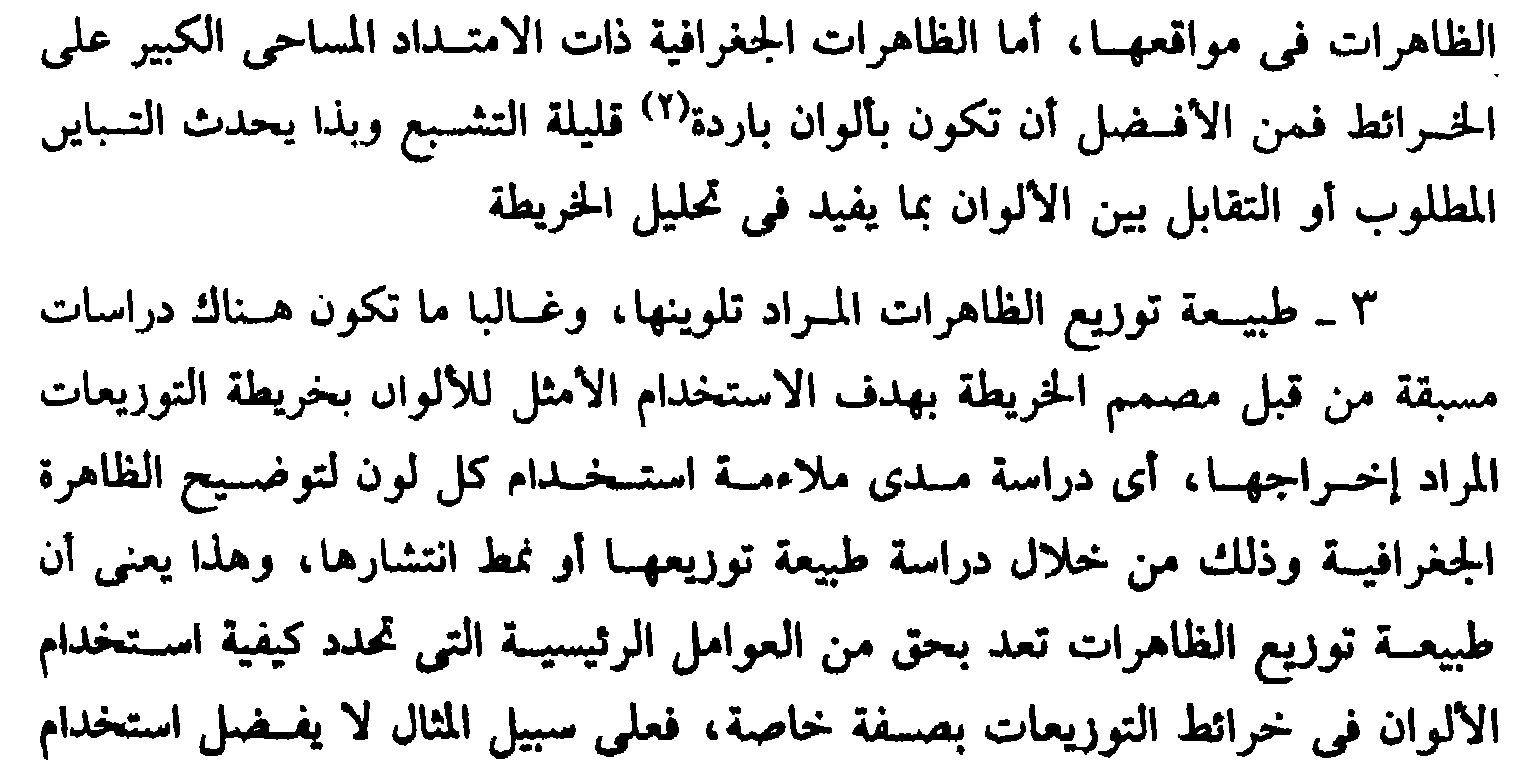 الظاهرات فى مواقعها، أما الظاهرات الجغرافية ذات الامتداد المساحى الكبير على
الخرائط فمن الأفضل أن تكون بألوان باردة(٢) قليلة التشبع وبذا يحدث التباين
المطلوب أو التقابل بين الألوان بما يفيد فى تحليل الخريطة
٣ ـ طبيعة توزيع الظاهرات المراد تلوينها، وغالبا ما تكون هناك دراسات
مسبقة من قبل مصمم الخريطة بهدف الاستخدام الأمثل للألوان بخريطة التوزيعات
المراد إخراجها، أى دراسة مدى ملاءمة استخدام كل لون لتوضيح الظاهرة
الجغرافية وذلك من خلال دراسة طبيعة توزيعها أو نمط انتشارها، وهذا يعنى أن
طبيعة توزيع الظاهرات تعد بحق من العوامل الرئيسية التى تحدد كيفية استخدام
الألوان فى خرائط التوزيعات بصفة خاصة، فعلى سبيل المثال لا يفضل استخدام